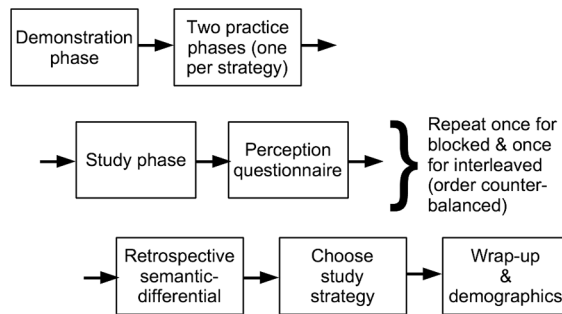 Demonstration
phase
Two practice
phases (one
per strategy)
Study phase
Perception
questionnaire
Repeat once for
blocked & once
for interleaved
(order counter-
balanced)
Retrospective
semantic-
differential
Choose
study
strategy
Wrap-up
&
demographics